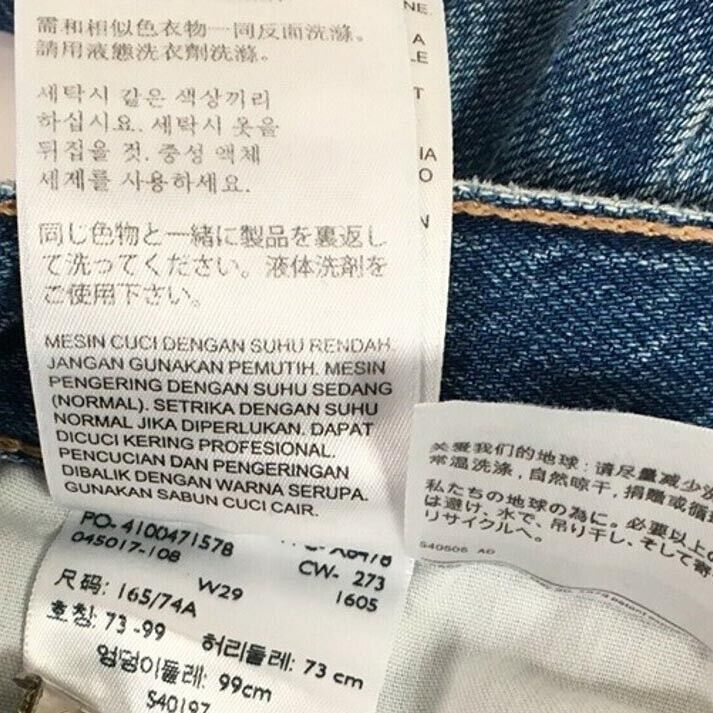 NE.
A
LE
T
IA
O
N
需和相似色衣物一同反面洗滌。
請用液態洗衣劑洗滌。
세탁시 같은 색상끼리
하십시요. 세탁시 옷을
뒤집을 것. 중성 액체
세제를 사용하세요.
同じ色物と一緒に製品を裏返し
て洗ってください。液体洗剤を
ご使用下さい。
MESIN CUCI DENGAN SUHU RENDAH.
JANGAN GUNAKAN PEMUTIH. MESIN
PENGERING DENGAN SUHU SEDANG
(NORMAL). SETRIKA DENGAN SUHU
NORMAL JIKA DIPERLUKAN. DAPAT
DICUCI KERING PROFESIONAL.
PENCUCIAN DAN PENGERINGAN
DIBALIK DENGAN WARNA SERUPA.
GUNAKAN SABUN CUCI CAIR.
关爱我们的地球: 请尽量减少洗
常温洗涤, 自然晾干, 捐赠或循
私たちの地球の為に。必要以上の
は避け、水で、吊り干し、そして寄
リサイクルへ。
S40506 AD
PO- 4100471578
045017-108 CW- 273
W29 1605
尺码: 165/74A
호칭: 73 -99 허리둘레: 73 cm
엉덩이둘레: 99cm
S40197